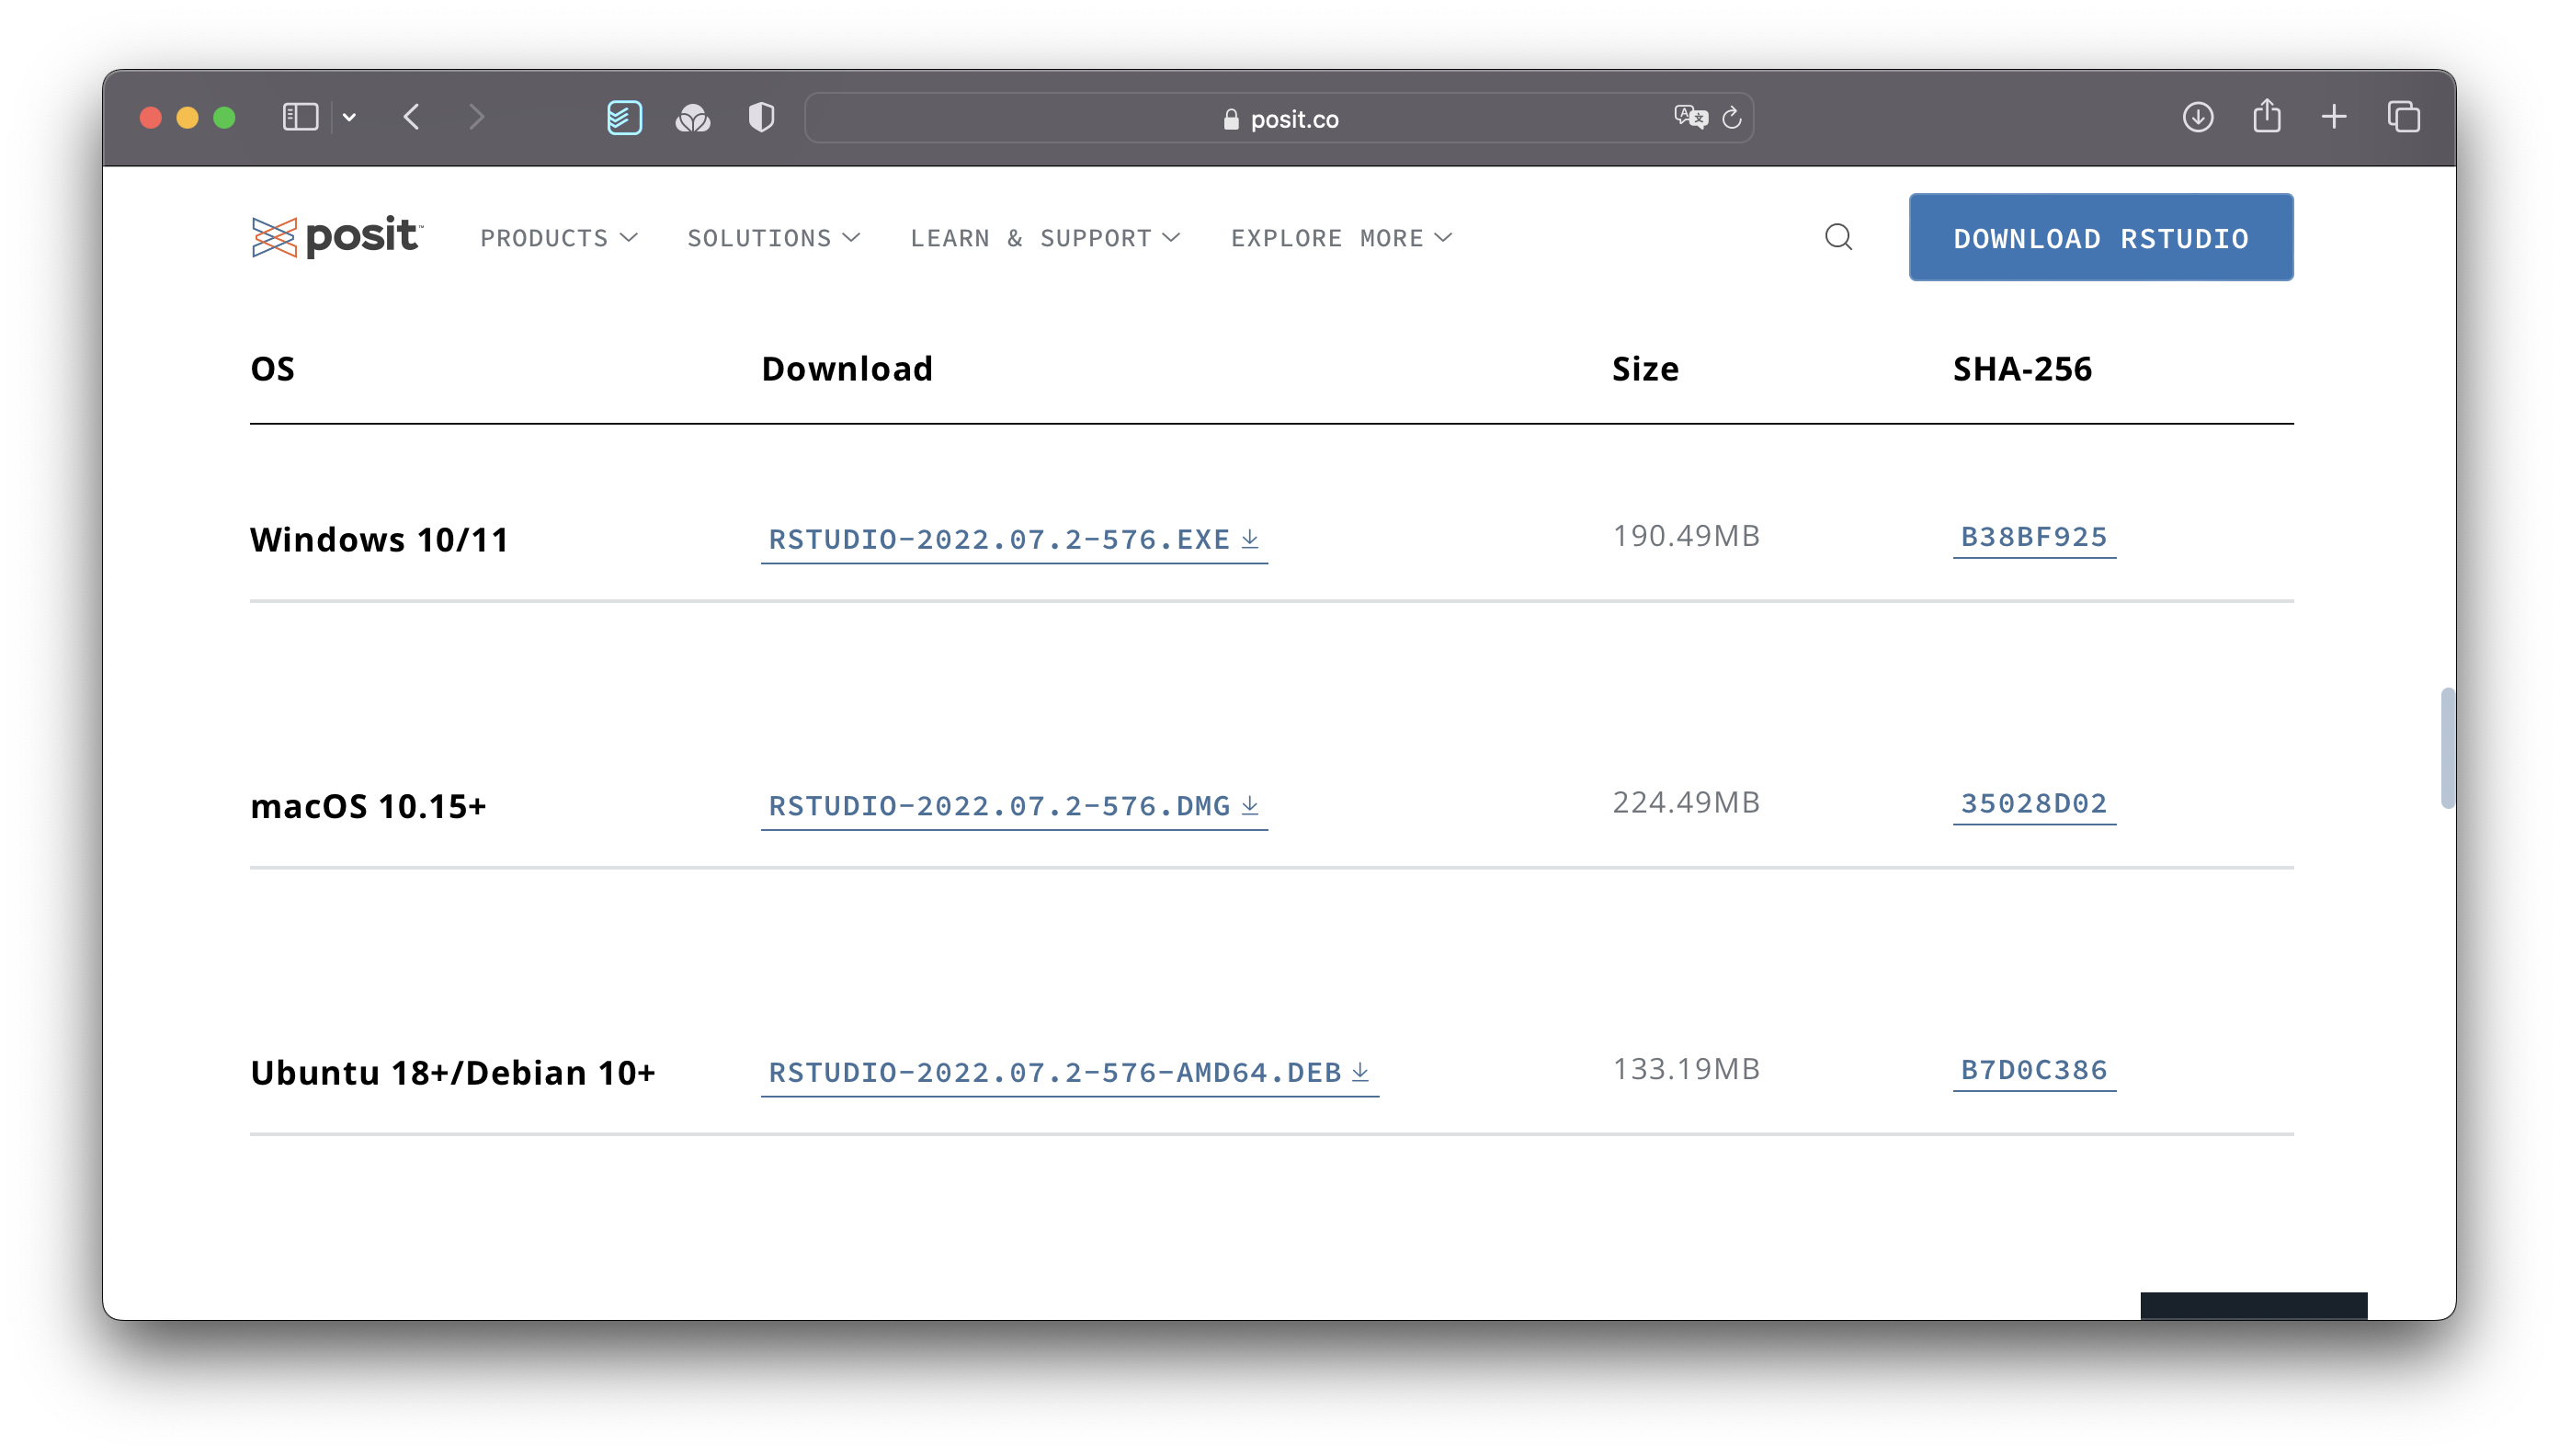 posit.co
posit™ PRODUCTS SOLUTIONS LEARN & SUPPORT EXPLORE MORE DOWNLOAD RSTUDIO
OS Download Size SHA-256
Windows 10/11 RSTUDIO-2022.07.2-576.EXE 190.49MB B38BF925
macOS 10.15+ RSTUDIO-2022.07.2-576.DMG 224.49MB 35028D02
Ubuntu 18+/Debian 10+ RSTUDIO-2022.07.2-576-AMD64.DEB 133.19MB B7D0C386